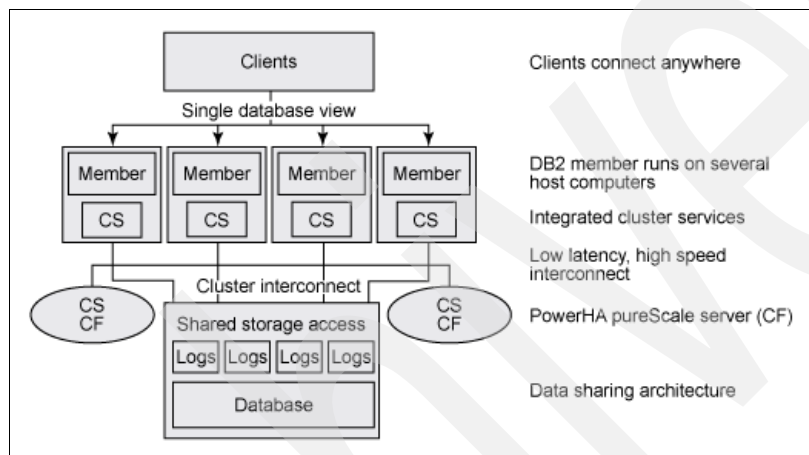 Clients
Clients connect anywhere
Single database view
Member Member Member Member
DB2 member runs on several
host computers
CS CS CS CS
Integrated cluster services
Low latency, high speed
interconnect
Cluster interconnect
CS
CF
CS
CF
PowerHA pureScale server (CF)
Shared storage access
Logs Logs Logs Logs
Database
Data sharing architecture